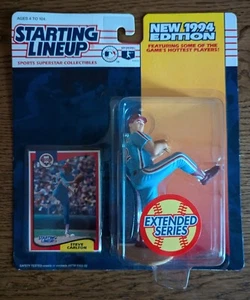 AGES 4 TO 104
STARTING
LINEUP
SPORTS SUPERSTAR COLLECTIBLES
NEW 1994
EDITION
FEATURING SOME OF THE
GAME'S HOTTEST PLAYERS!
EXTENDED
SERIES
STEVE
CARLTON